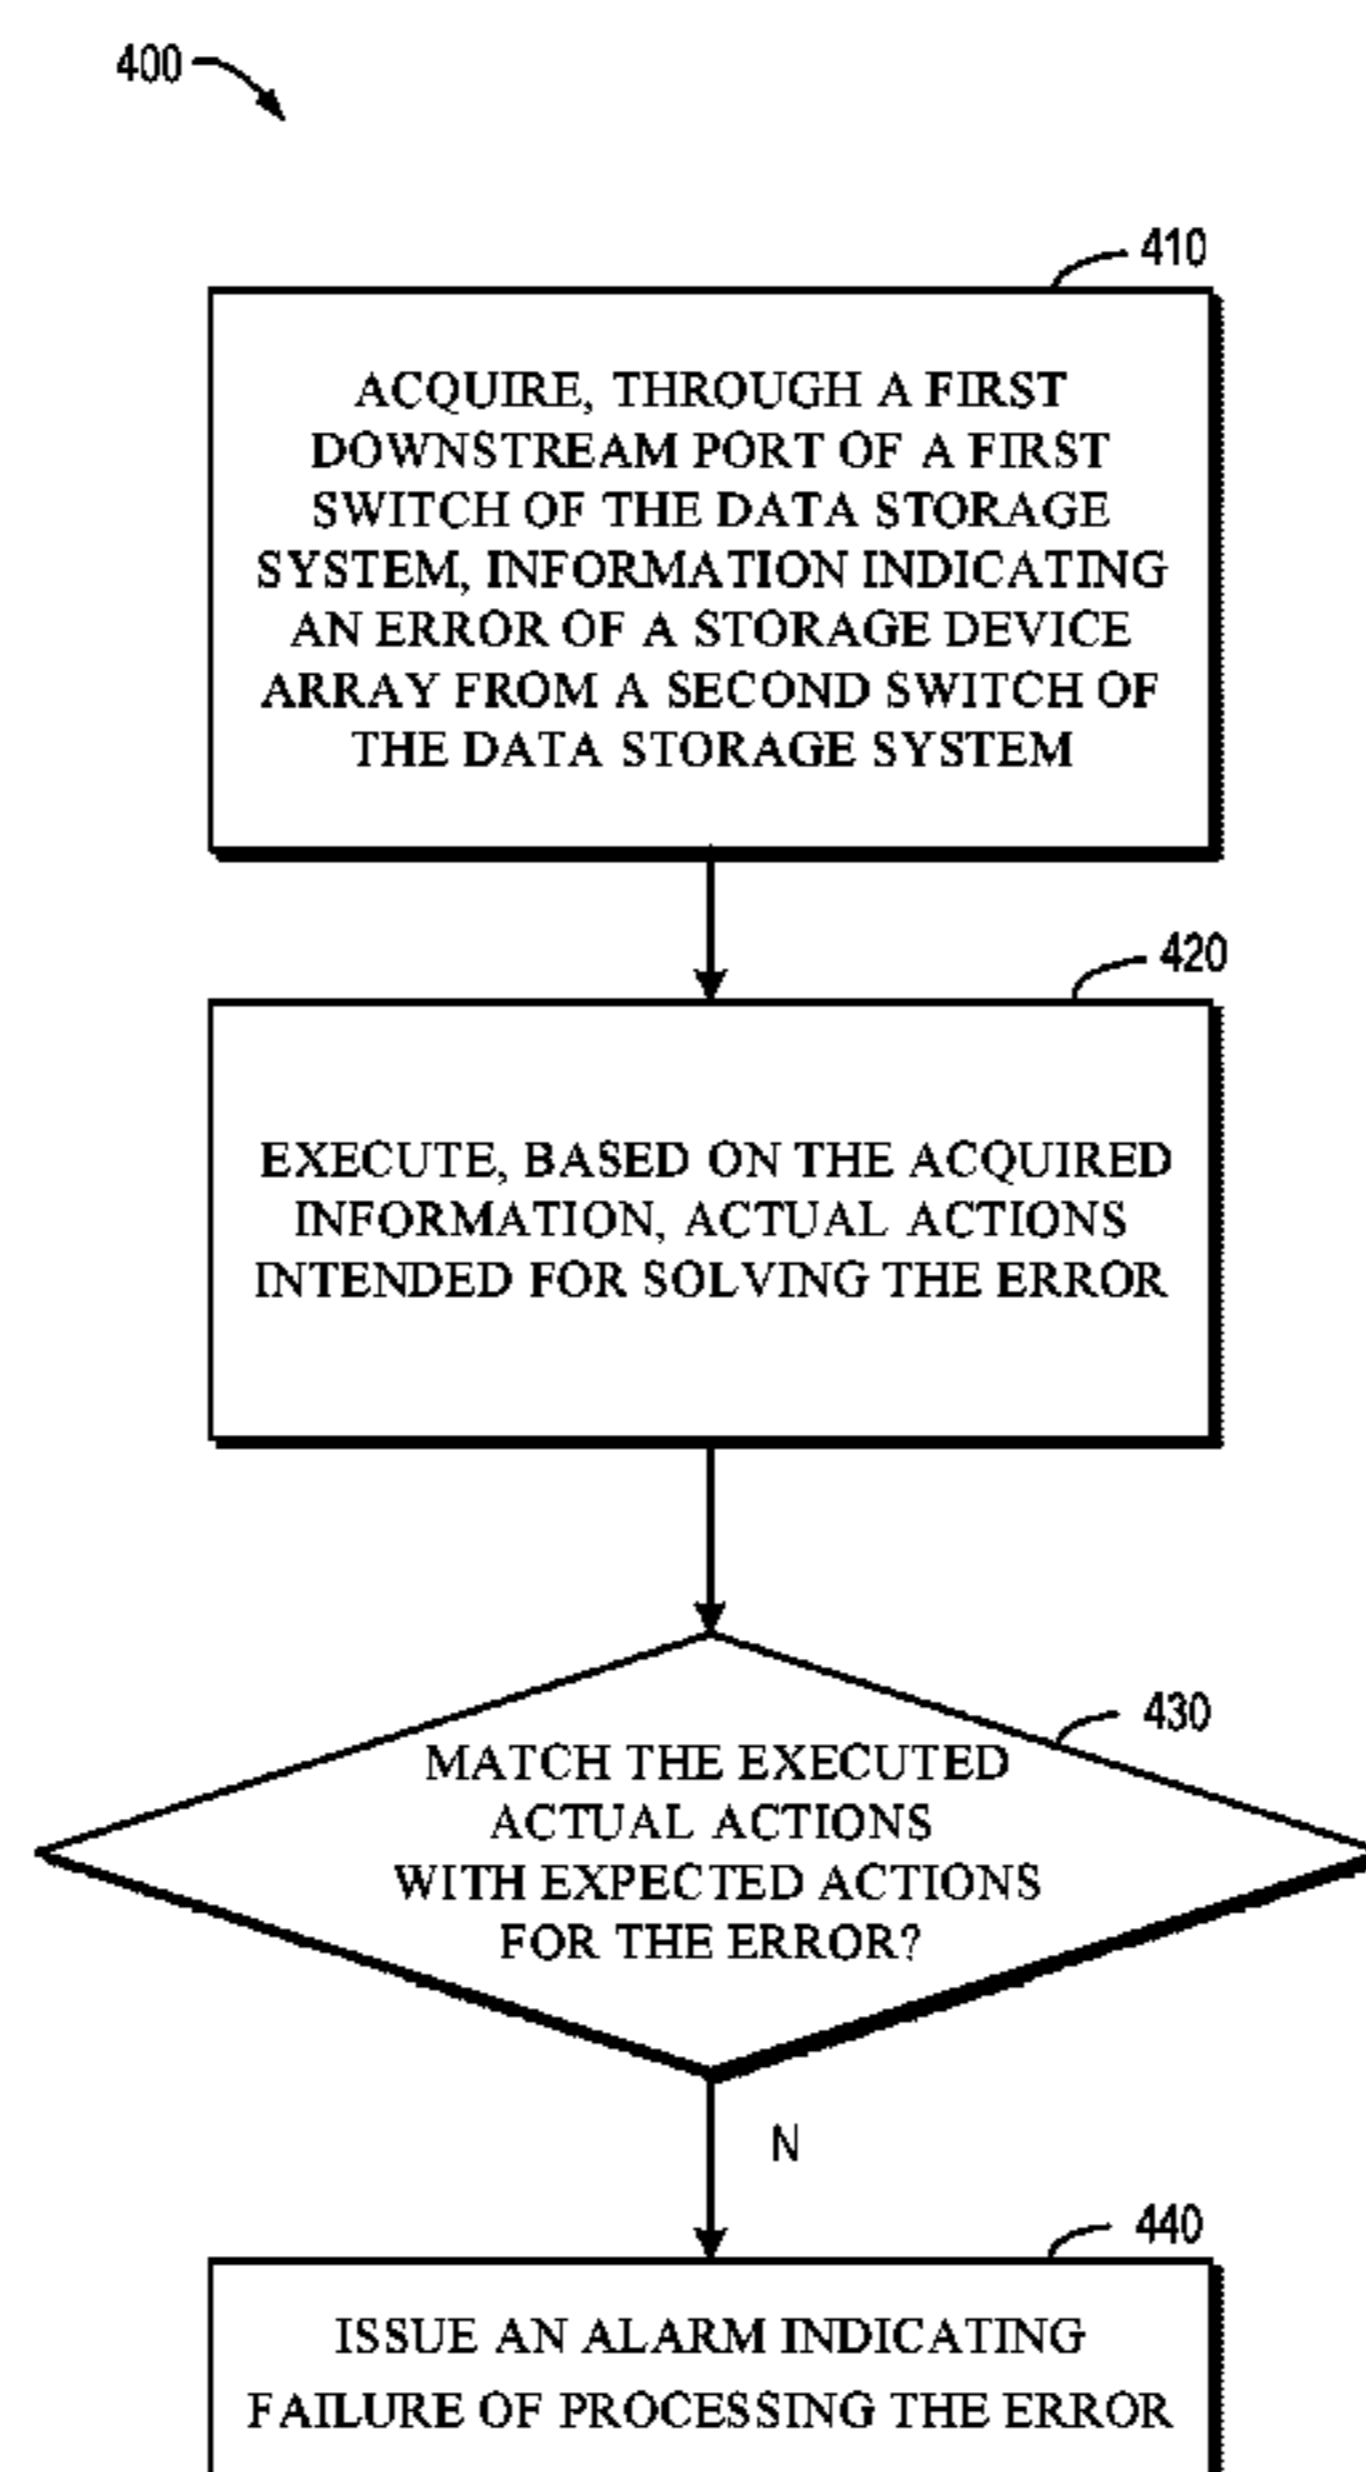 400
410
ACQUIRE, THROUGH A FIRST
DOWNSTREAM PORT OF A FIRST
SWITCH OF THE DATA STORAGE
SYSTEM, INFORMATION INDICATING
AN ERROR OF A STORAGE DEVICE
ARRAY FROM A SECOND SWITCH OF
THE DATA STORAGE SYSTEM
420
EXECUTE, BASED ON THE ACQUIRED
INFORMATION, ACTUAL ACTIONS
INTENDED FOR SOLVING THE ERROR
430
MATCH THE EXECUTED
ACTUAL ACTIONS
WITH EXPECTED ACTIONS
FOR THE ERROR?
N
440
ISSUE AN ALARM INDICATING
FAILURE OF PROCESSING THE ERROR